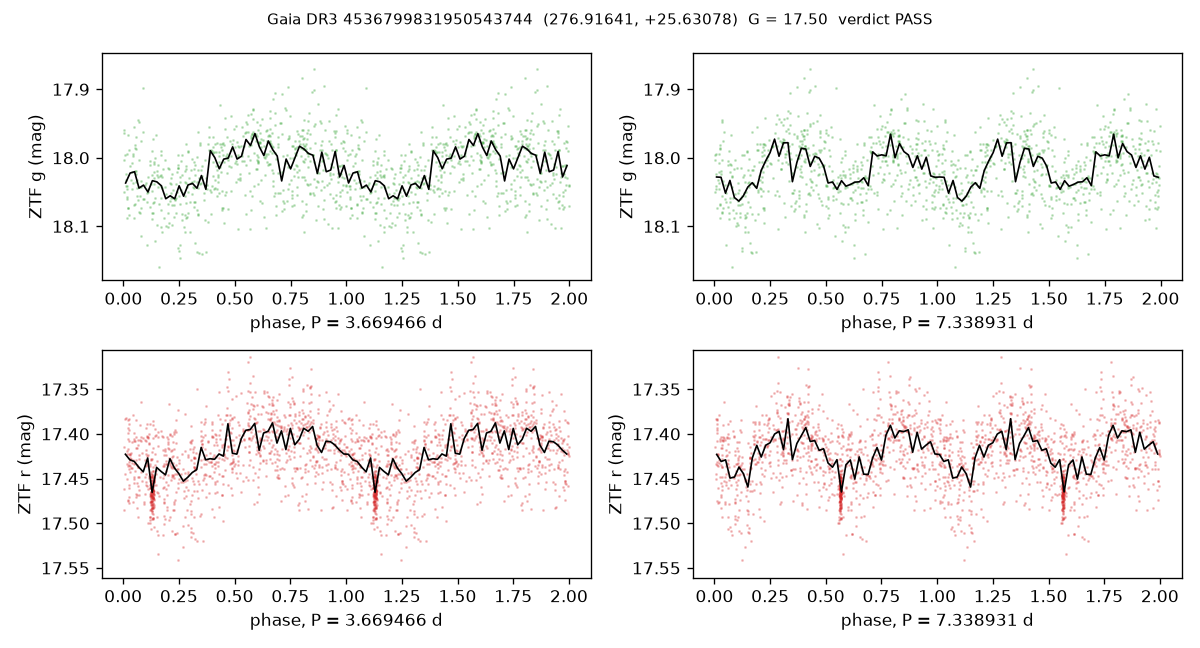 Gaia DR3 4536799831950543744 (276.91641, +25.63078) G = 17.50 verdict PASS
ZTF g (mag)
17.9
18.0
18.1
0.00 0.25 0.50 0.75 1.00 1.25 1.50 1.75 2.00
phase, P = 3.669466 d
ZTF g (mag)
17.9
18.0
18.1
0.00 0.25 0.50 0.75 1.00 1.25 1.50 1.75 2.00
phase, P = 7.338931 d
ZTF r (mag)
17.35
17.40
17.45
17.50
17.55
0.00 0.25 0.50 0.75 1.00 1.25 1.50 1.75 2.00
phase, P = 3.669466 d
ZTF r (mag)
17.35
17.40
17.45
17.50
17.55
0.00 0.25 0.50 0.75 1.00 1.25 1.50 1.75 2.00
phase, P = 7.338931 d